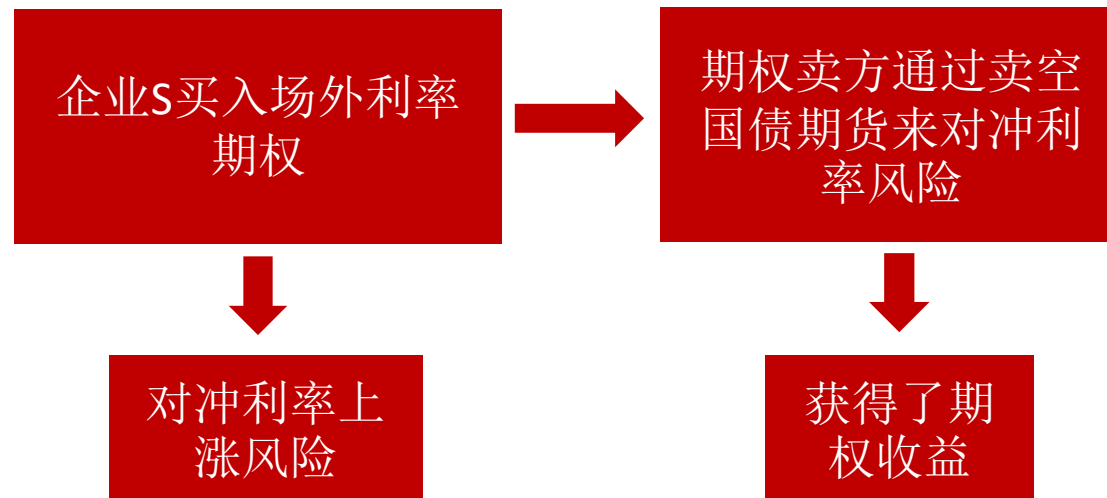 企业S买入场外利率
期权
期权卖方通过卖空
国债期货来对冲利
率风险
对冲利率上
涨风险
获得了期
权收益